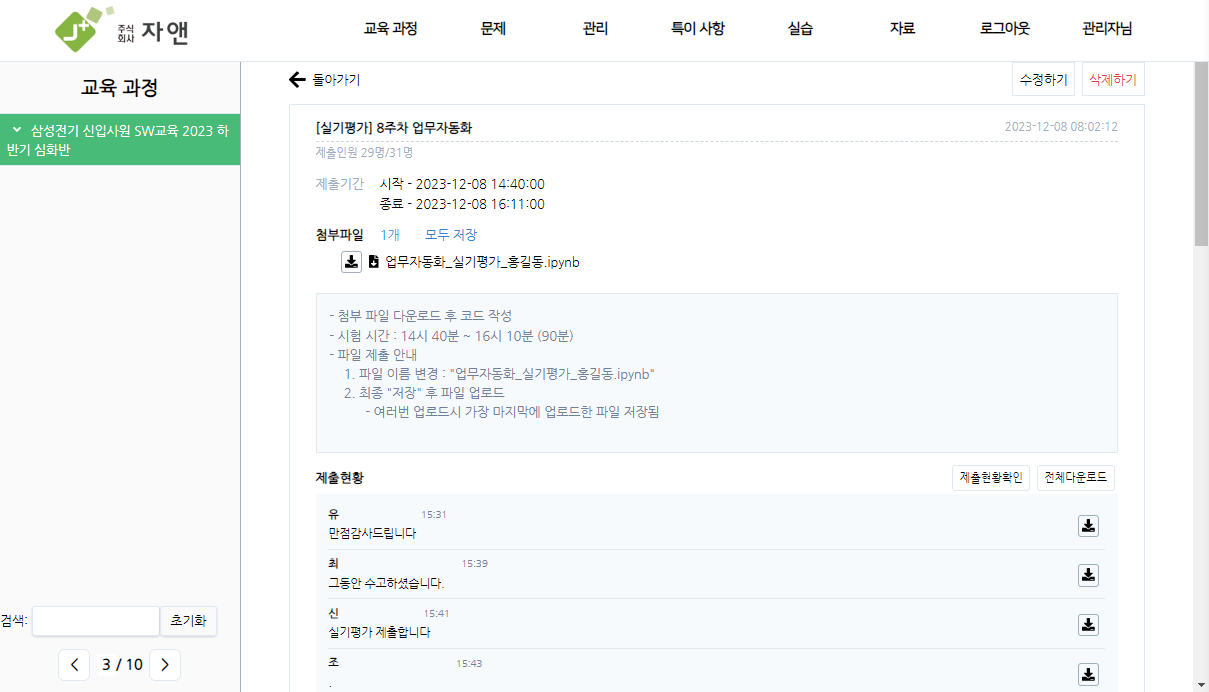 J+ 주식회사 자앤
교육 과정 문제 관리 특이 사항 실습 자료 로그아웃 관리자님
교육 과정
삼성전기 신입사원 SW교육 2023 하
반기 심화반
검색: 초기화
3 / 10
돌아가기 수정하기 삭제하기
[실기평가] 8주차 업무자동화 2023-12-08 08:02:12
제출인원 29명/31명
제출기간 시작 - 2023-12-08 14:40:00
종료 - 2023-12-08 16:11:00
첨부파일 1개 모두 저장
업무자동화_실기평가_홍길동.ipynb
- 첨부 파일 다운로드 후 코드 작성
- 시험 시간 : 14시 40분 ~ 16시 10분 (90분)
- 파일 제출 안내
1. 파일 이름 변경 : "업무자동화_실기평가_홍길동.ipynb"
2. 최종 "저장" 후 파일 업로드
- 여러번 업로드시 가장 마지막에 업로드한 파일 저장됨
제출현황 제출현황확인 전체다운로드
유 15:31
만점감사드립니다
최 15:39
그동안 수고하셨습니다.
신 15:41
실기평가 제출합니다
조 15:43
.